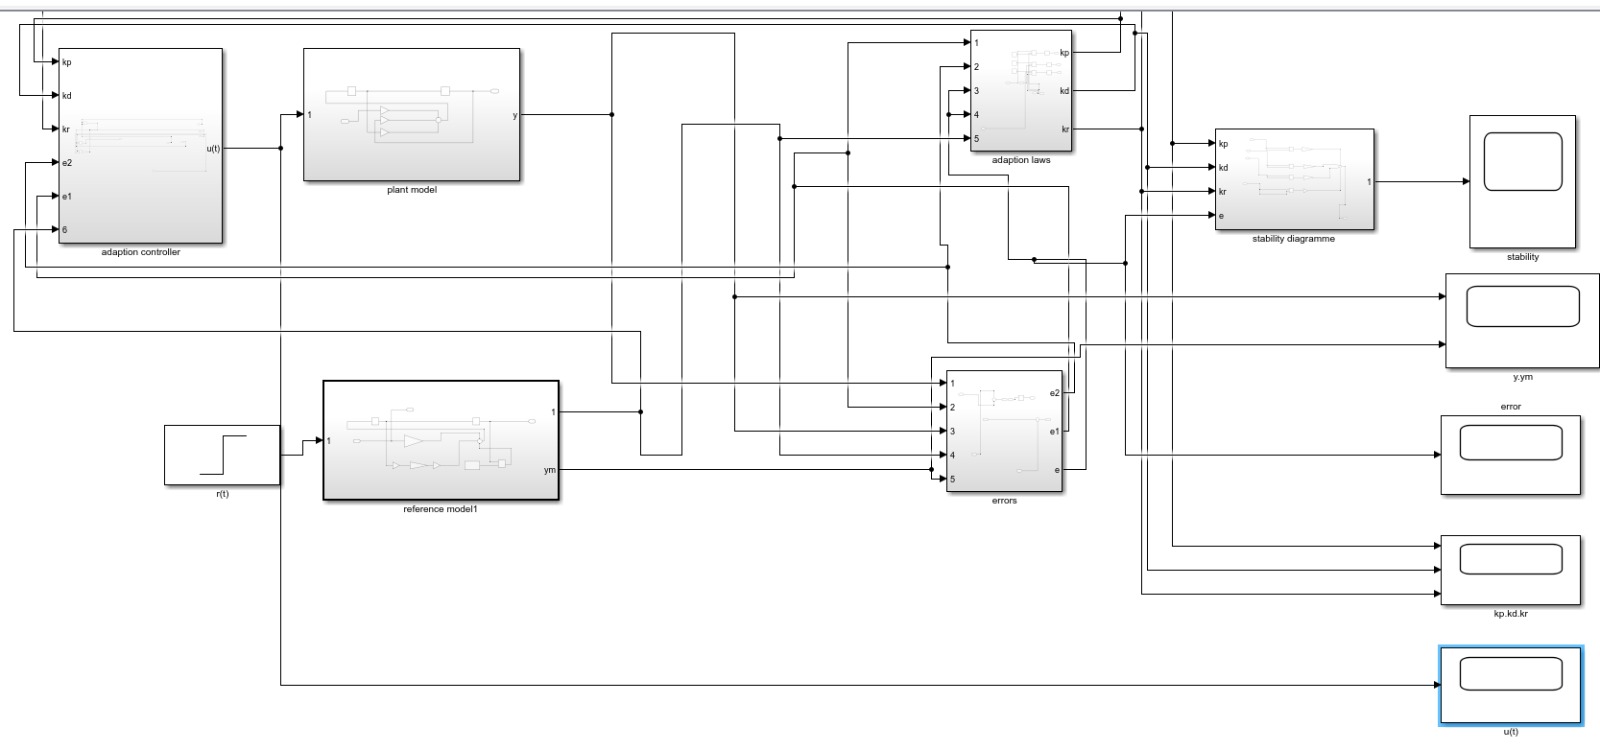 kp
kd
kr
e2
e1
6
u(t)
adaption controller
1
y
plant model
1
2
3
4
5
kp
kd
kr
adaption laws
kp
kd
kr
e
1
stability diagramme
stability
y.ym
r(t)
1
1
ym
reference model1
1
2
3
4
5
e2
e1
e
errors
error
kp.kd.kr
u(t)